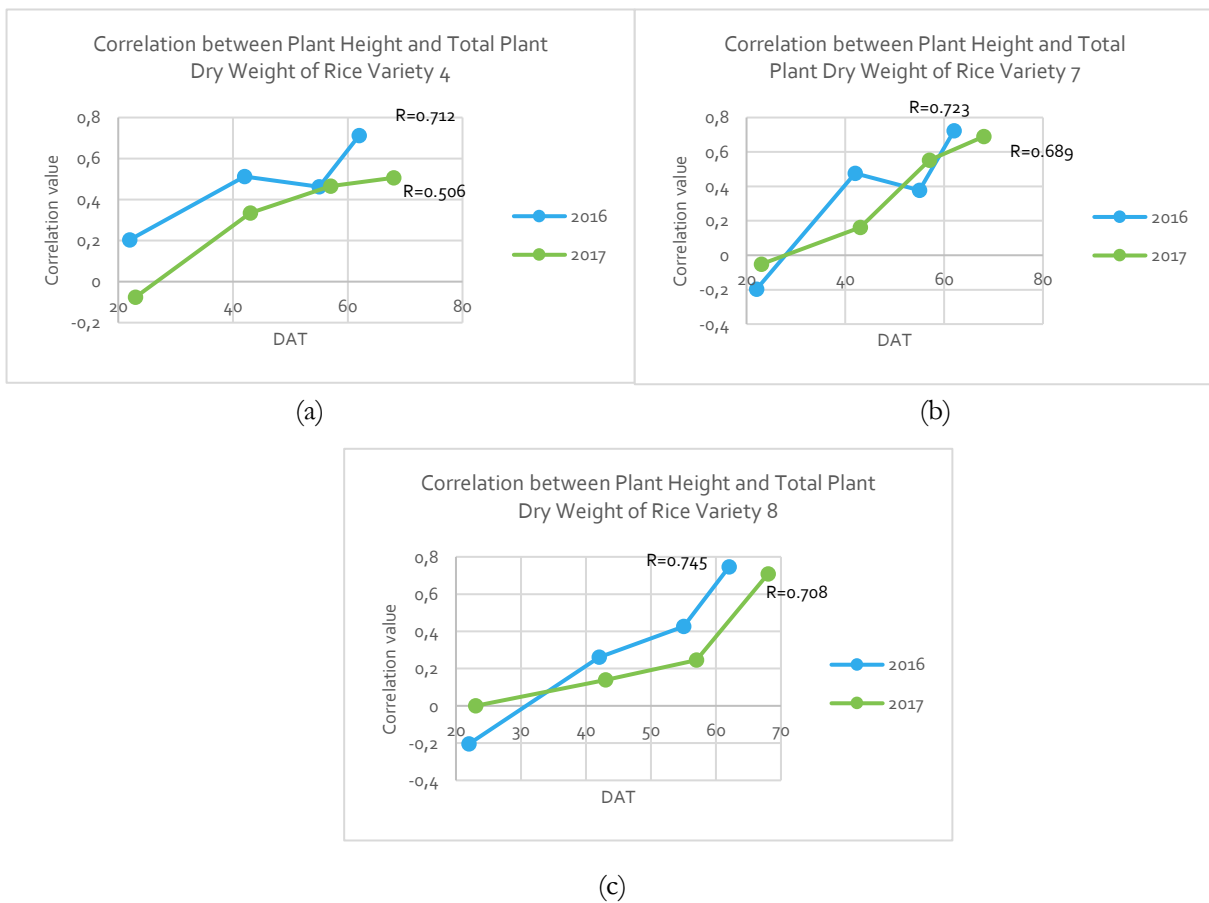 Correlation between Plant Height and Total Plant
Dry Weight of Rice Variety 4
R=0.712
R=0.506
0,8
0,6
0,4
0,2
0
-0,2
20 40 60 80
Correlation value
DAT
2016
2017
(a)
Correlation between Plant Height and Total
Plant Dry Weight of Rice Variety 7
R=0.723
R=0.689
0,8
0,6
0,4
0,2
0
-0,2
-0,4
20 40 60 80
Correlation value
DAT
2016
2017
(b)
Correlation between Plant Height and Total Plant
Dry Weight of Rice Variety 8
R=0.745
R=0.708
0,8
0,6
0,4
0,2
0
-0,2
-0,4
20 30 40 50 60 70
Correlation value
DAT
2016
2017
(c)